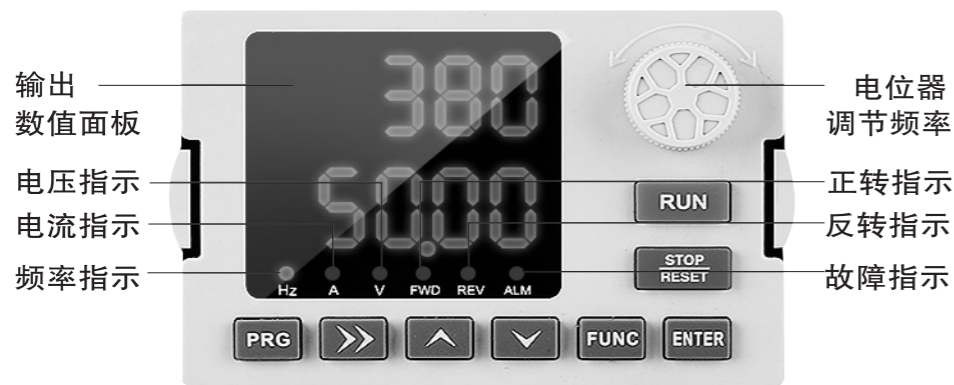 输出
数值面板
电压指示
电流指示
频率指示
380
50.00
Hz A V FWD REV ALM
电位器
调节频率
正转指示
反转指示
故障指示
RUN
STOP
RESET
PRG
FUNC
ENTER